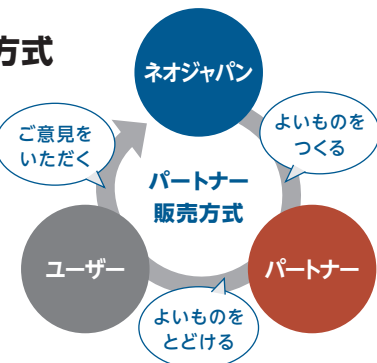 方式
ネオジャパン
ご意見を
いただく
よいものを
つくる
パートナー
販売方式
ユーザー
パートナー
よいものを
とどける